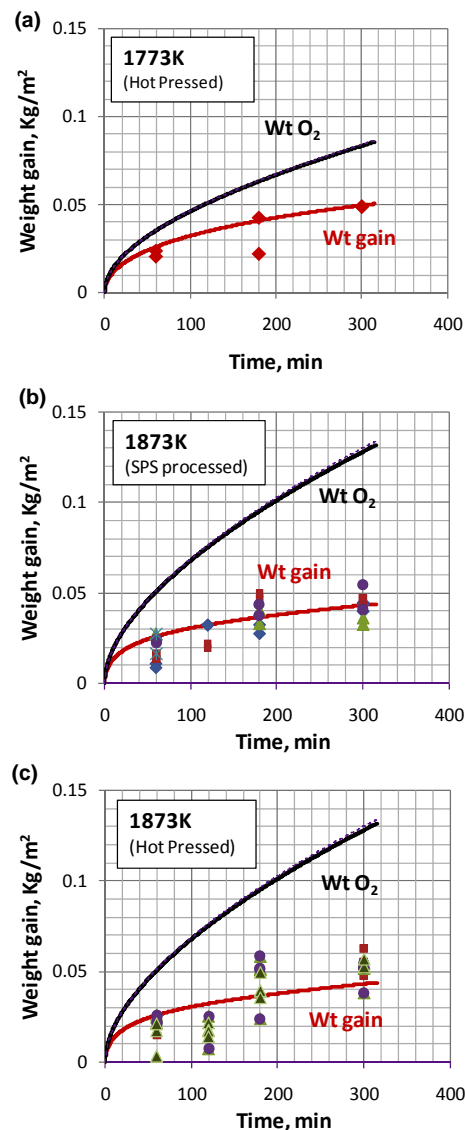 (a)
0.15
1773K
(Hot Pressed)
Wt O2
0.1
0.05
Wt gain
0
0 100 200 300 400
Weight gain, Kg/m2
Time, min
(b)
0.15
1873K
(SPS processed)
Wt O2
0.1
Wt gain
0.05
0
0 100 200 300 400
Weight gain, Kg/m2
Time, min
(c)
0.15
1873K
(Hot Pressed)
Wt O2
0.1
0.05
Wt gain
0
0 100 200 300 400
Weight gain, Kg/m2
Time, min